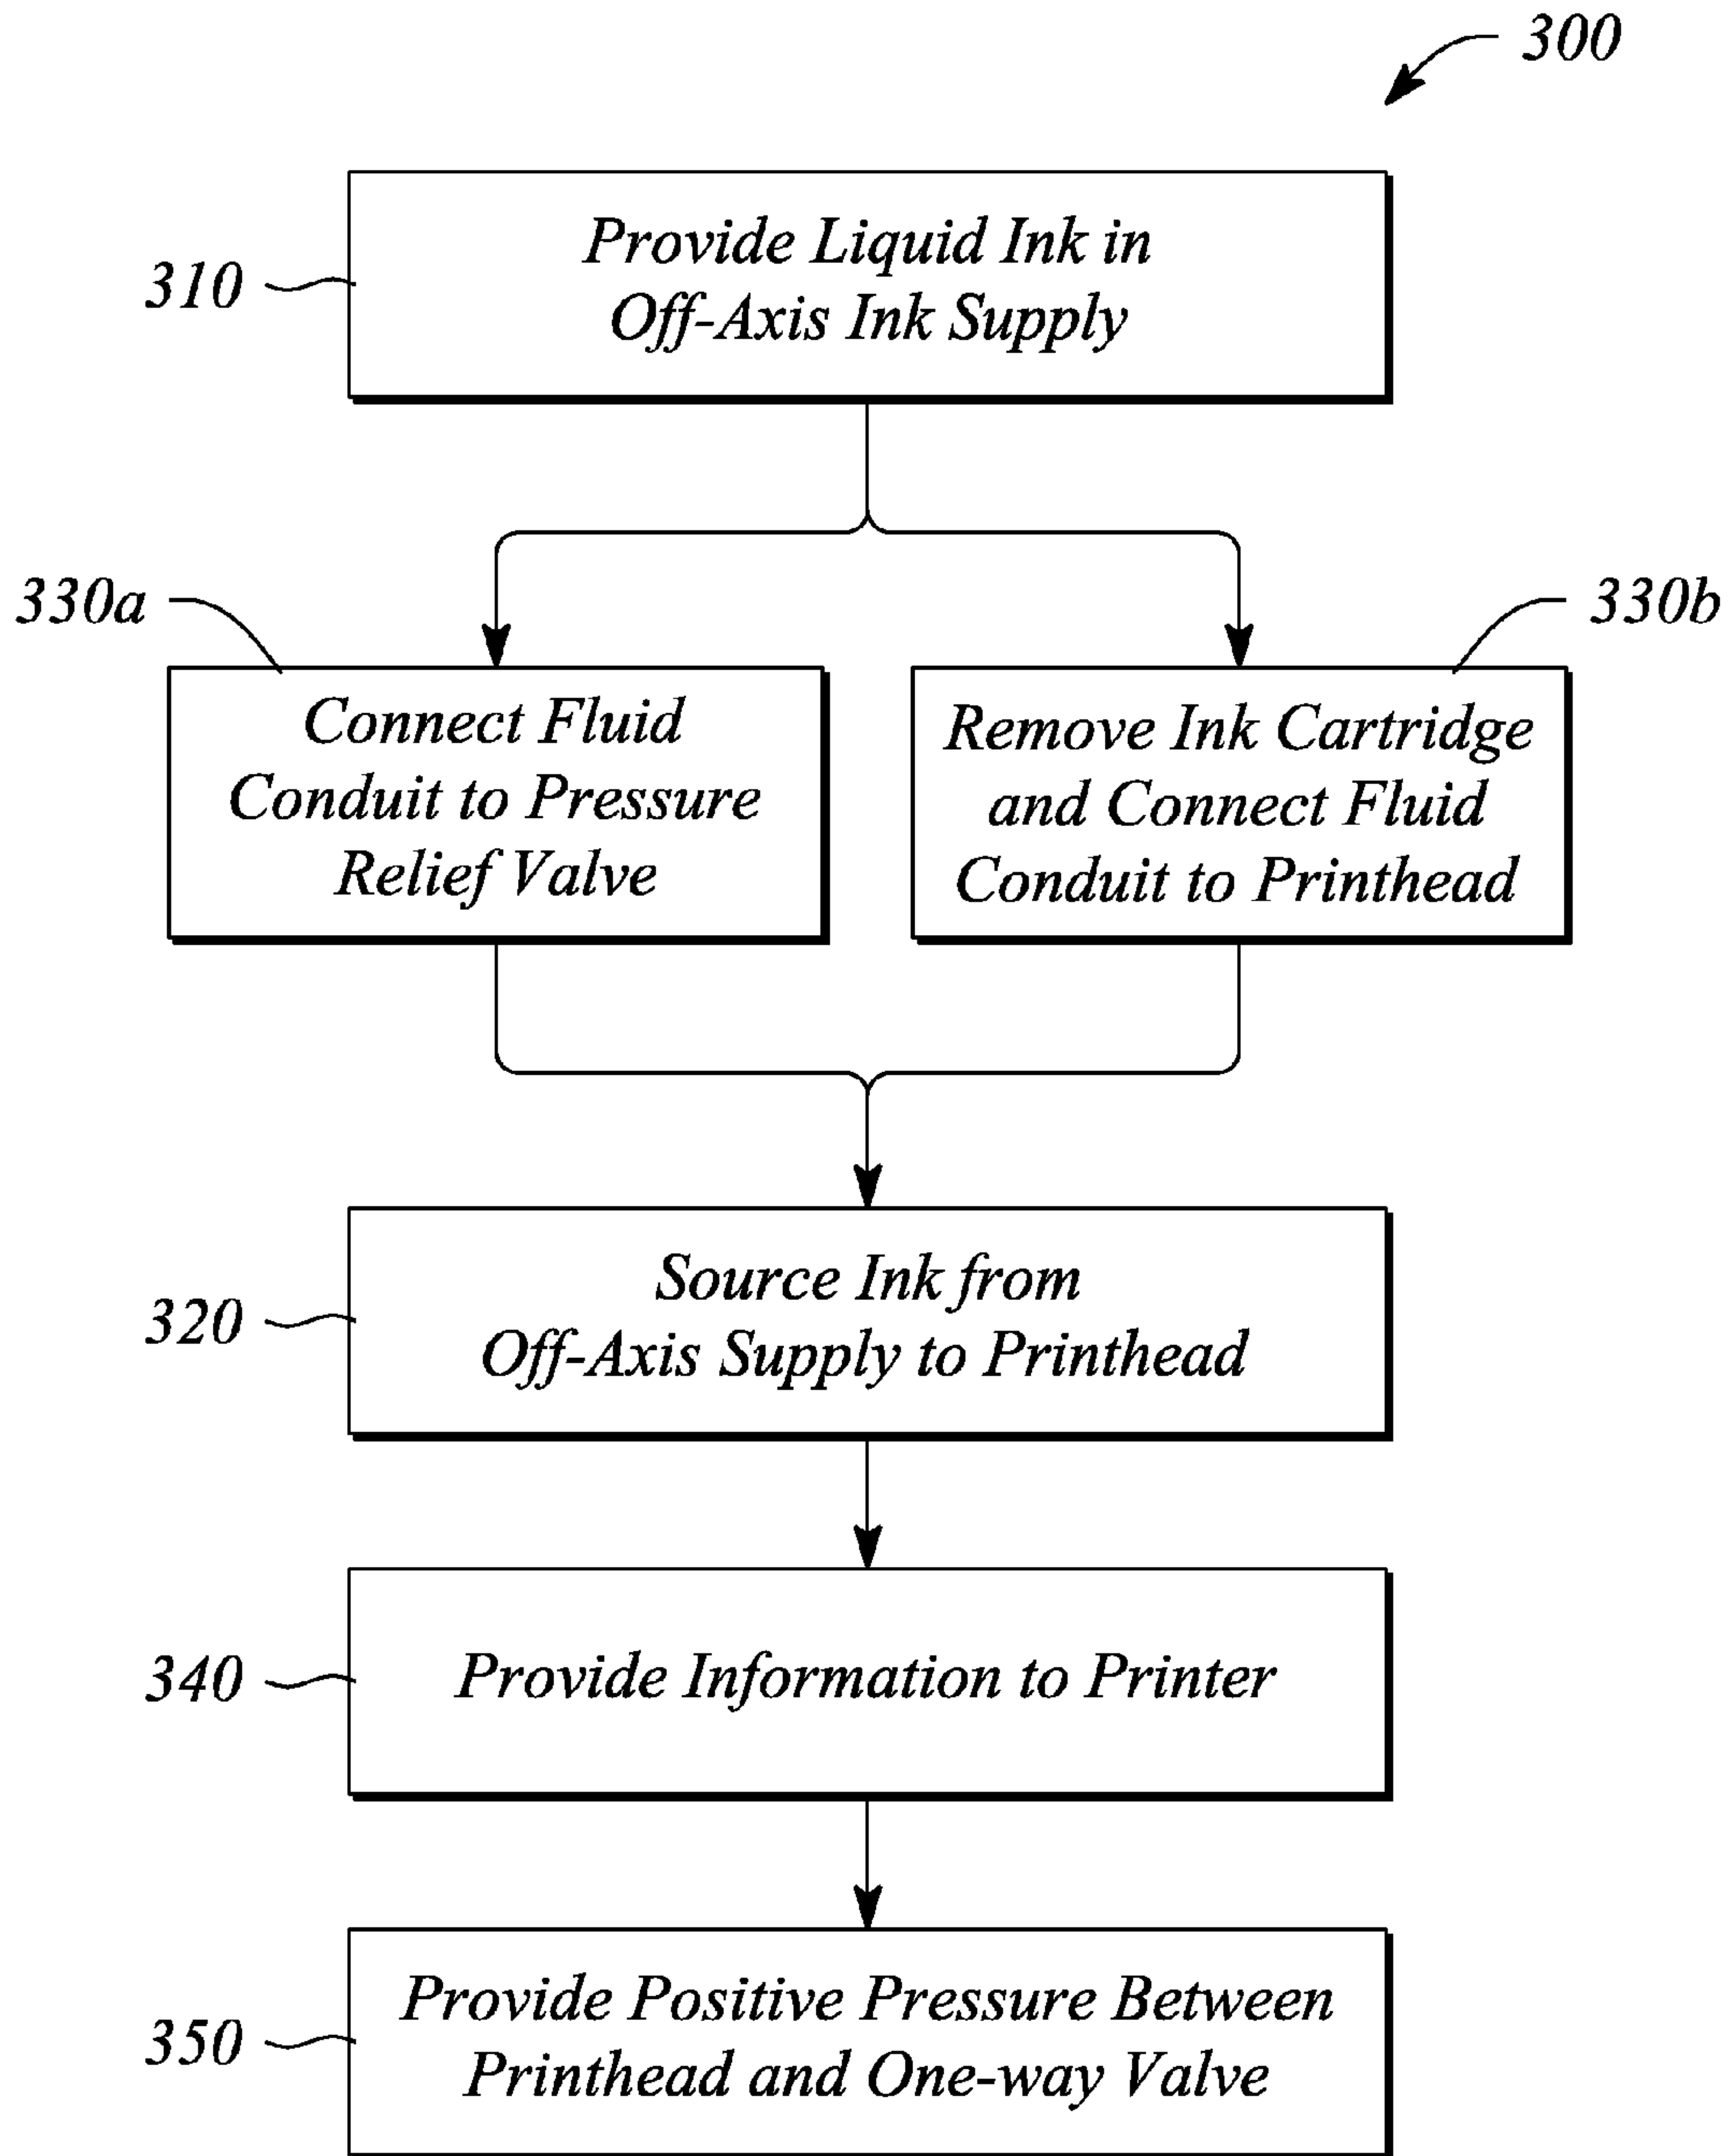 300
310
Provide Liquid Ink in
Off-Axis Ink Supply
330a
330b
Connect Fluid
Conduit to Pressure
Relief Valve
Remove Ink Cartridge
and Connect Fluid
Conduit to Printhead
320
Source Ink from
Off-Axis Supply to Printhead
340
Provide Information to Printer
350
Provide Positive Pressure Between
Printhead and One-way Valve